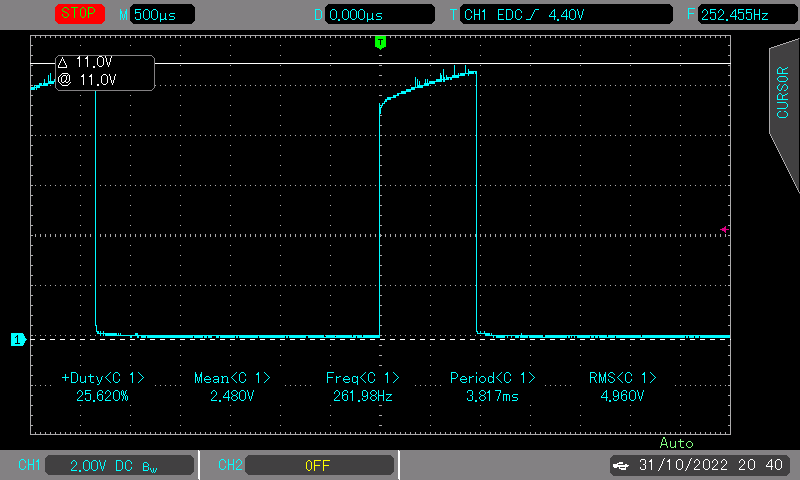 STOP M 500µs D 0.000µs T CH1 EDC 4.40V F 252.455Hz
T
△ 11.0V
@ 11.0V
CURSOR
1
+Duty<C 1> Mean<C 1> Freq<C 1> Period<C 1> RMS<C 1>
25.620% 2.480V 261.98Hz 3.817ms 4.960V
Auto
CH1 2.00V DC Bw CH2 OFF 31/10/2022 20 40